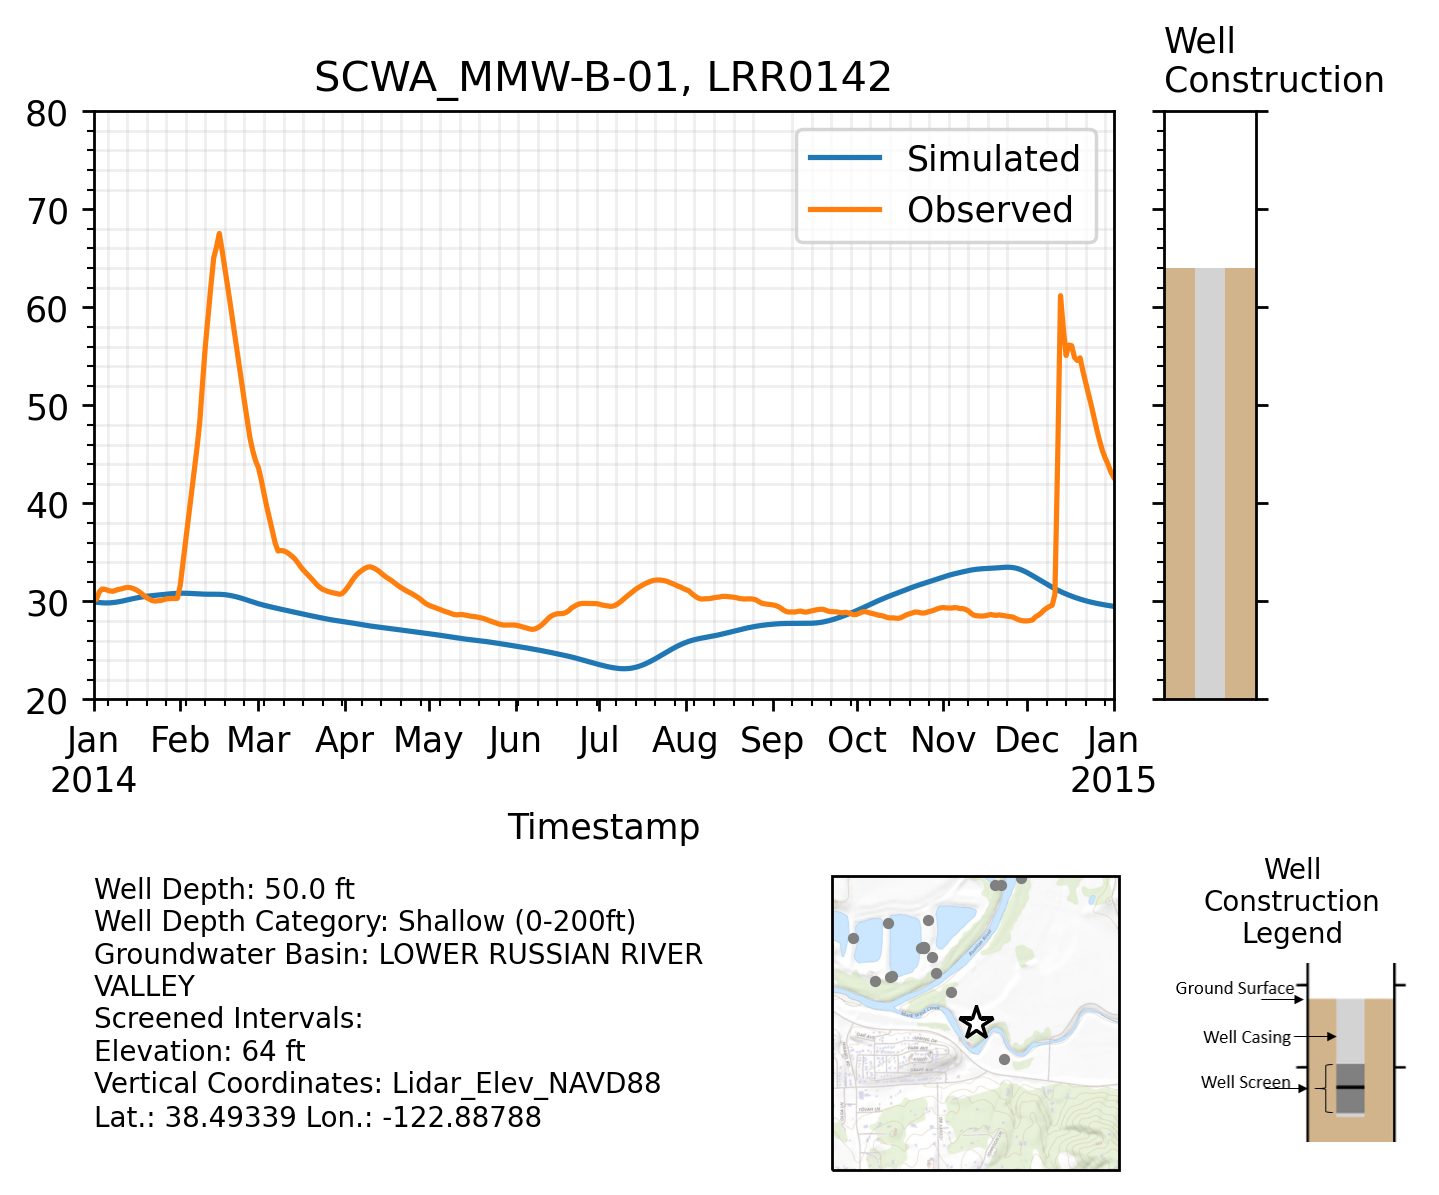 Well
Construction
SCWA_MMW-B-01, LRR0142
80
70
60
50
40
30
20
Simulated
Observed
Jan
2014
Feb
Mar
Apr
May
Jun
Jul
Aug
Sep
Oct
Nov
Dec
Jan
2015
Timestamp
Well Depth: 50.0 ft
Well Depth Category: Shallow (0-200ft)
Groundwater Basin: LOWER RUSSIAN RIVER
VALLEY
Screened Intervals:
Elevation: 64 ft
Vertical Coordinates: Lidar_Elev_NAVD88
Lat.: 38.49339 Lon.: -122.88788
Well
Construction
Legend
Ground Surface
Well Casing
Well Screen